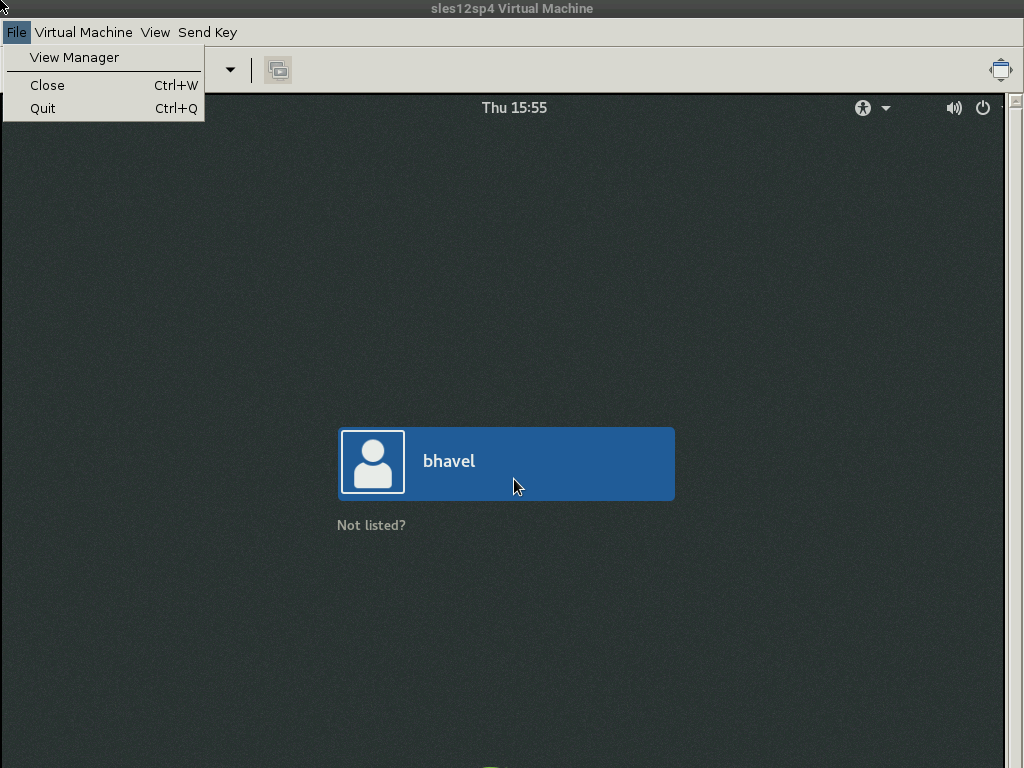 sles12sp4 Virtual Machine
File Virtual Machine View Send Key
View Manager
Close Ctrl+W
Quit Ctrl+Q
Thu 15:55
bhavel
Not listed?